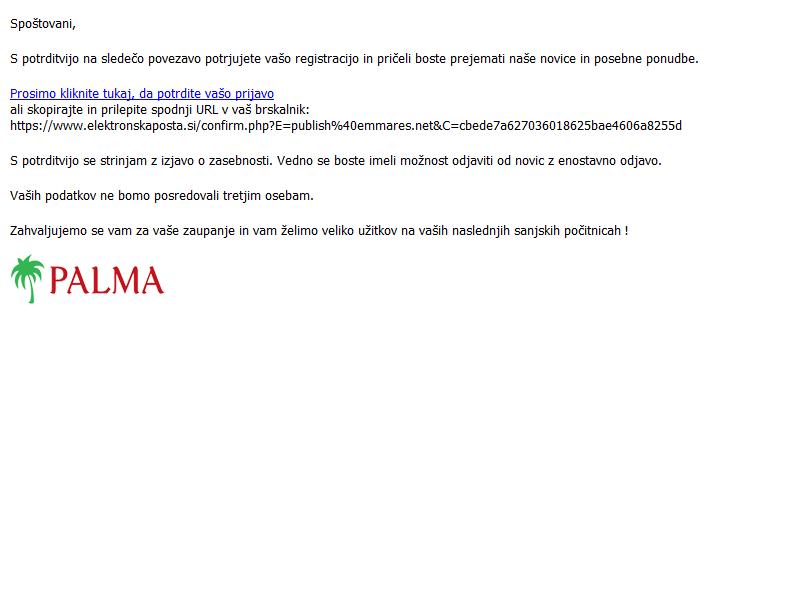 Spoštovani,
S potrditvijo na sledečo povezavo potrjujete vašo registracijo in pričeli boste prejemati naše novice in posebne ponudbe.
Prosimo kliknite tukaj, da potrdite vašo prijavo
ali skopirajte in prilepite spodnji URL v vaš brskalnik:
https://www.elektronskaposta.si/confirm.php?E=publish%40emmares.net&C=cbede7a627036018625bae4606a8255d
S potrditvijo se strinjam z izjavo o zasebnosti. Vedno se boste imeli možnost odjaviti od novic z enostavno odjavo.
Vaših podatkov ne bomo posredovali tretjim osebam.
Zahvaljujemo se vam za vaše zaupanje in vam želimo veliko užitkov na vaših naslednjih sanjskih počitnicah !
PALMA